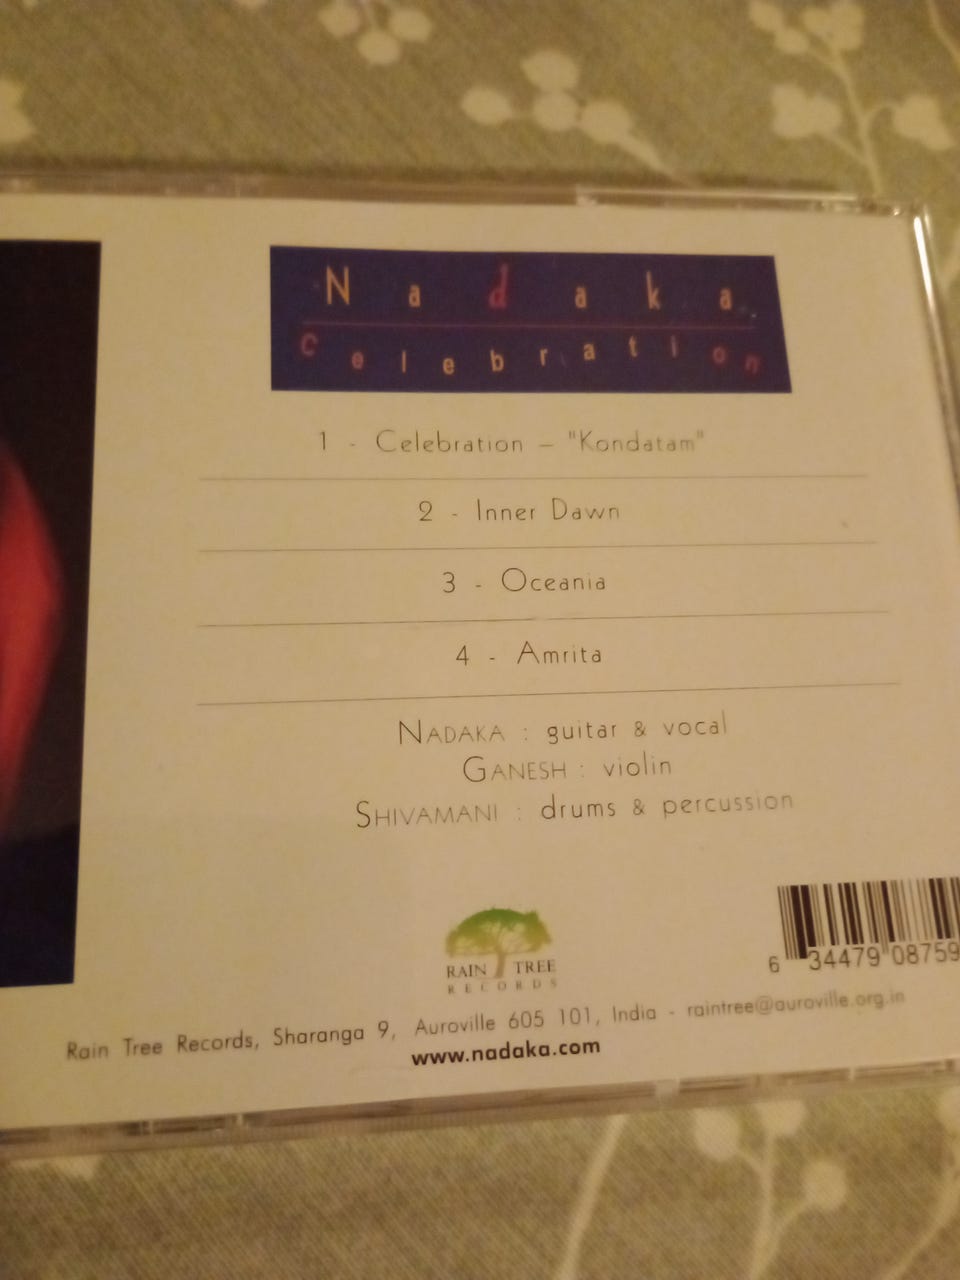 Nadaka
Celebration
1 - Celebration – "Kondatam"
2 - Inner Dawn
3 - Oceania
4 - Amrita
NADAKA : guitar & vocal
GANESH : violin
SHIVAMANI : drums & percussion
RAIN TREE
RECORDS
6 34479 08759
Rain Tree Records, Sharanga 9, Auroville 605 101, India - raintree@auroville.org.in
www.nadaka.com